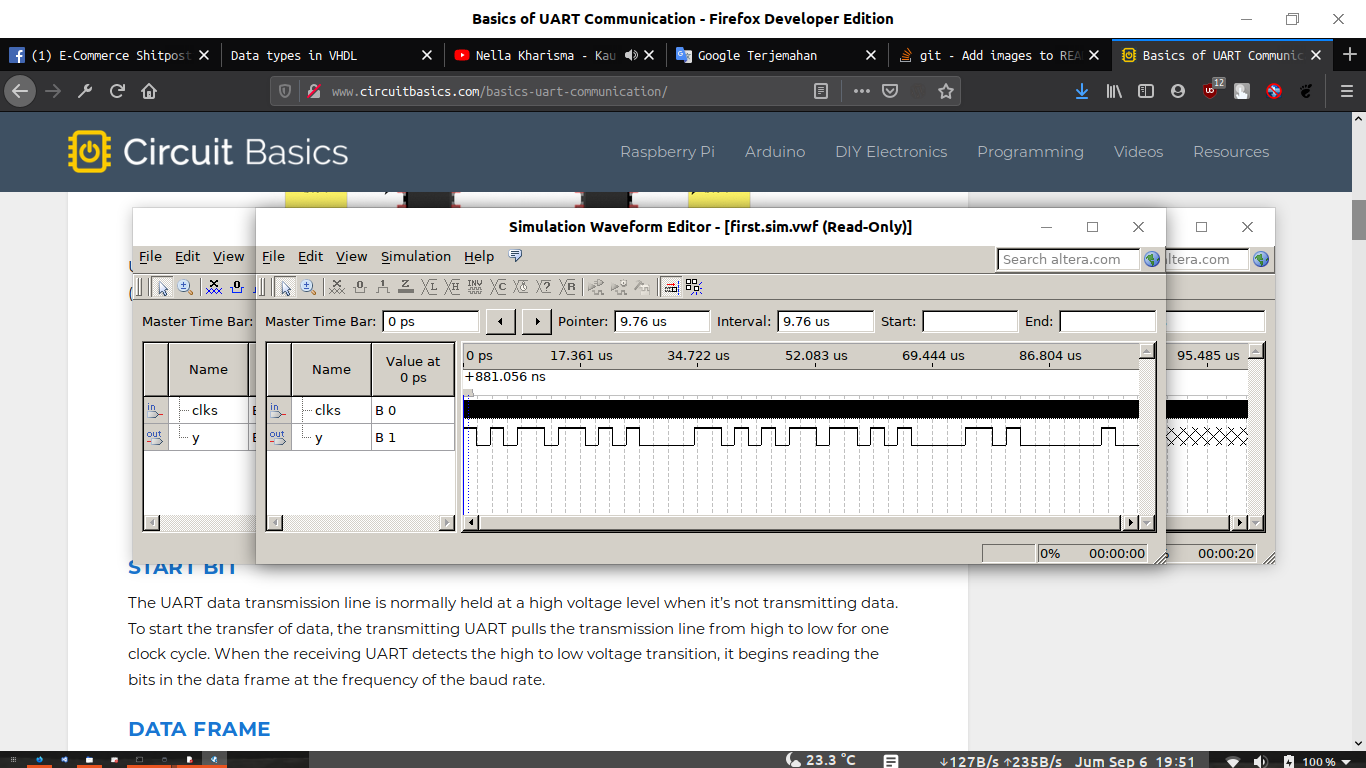 Basics of UART Communication - Firefox Developer Edition
(1) E-Commerce Shitpost
Data types in VHDL
Nella Kharisma - Kau
Google Terjemahan
git - Add images to REA
Basics of UART Communic
www.circuitbasics.com/basics-uart-communication/
12
Circuit Basics
Raspberry Pi Arduino DIY Electronics Programming Videos Resources
Simulation Waveform Editor - [first.sim.vwf (Read-Only)]
File Edit View
File Edit View Simulation Help
Search altera.com
altera.com
Master Time Bar:
Master Time Bar: 0 ps Pointer: 9.76 us Interval: 9.76 us Start: End:
Name
Name
Value at
0 ps
0 ps 17.361 us 34.722 us 52.083 us 69.444 us 86.804 us
95.485 us
+881.056 ns
in clks
in clks B 0
out y
out y B 1
0% 00:00:00
00:00:20
START BIT
The UART data transmission line is normally held at a high voltage level when it’s not transmitting data.
To start the transfer of data, the transmitting UART pulls the transmission line from high to low for one
clock cycle. When the receiving UART detects the high to low voltage transition, it begins reading the
bits in the data frame at the frequency of the baud rate.
DATA FRAME
23.3 °C
↓127B/s ↑235B/s Jum Sep 6 19:51 100 %